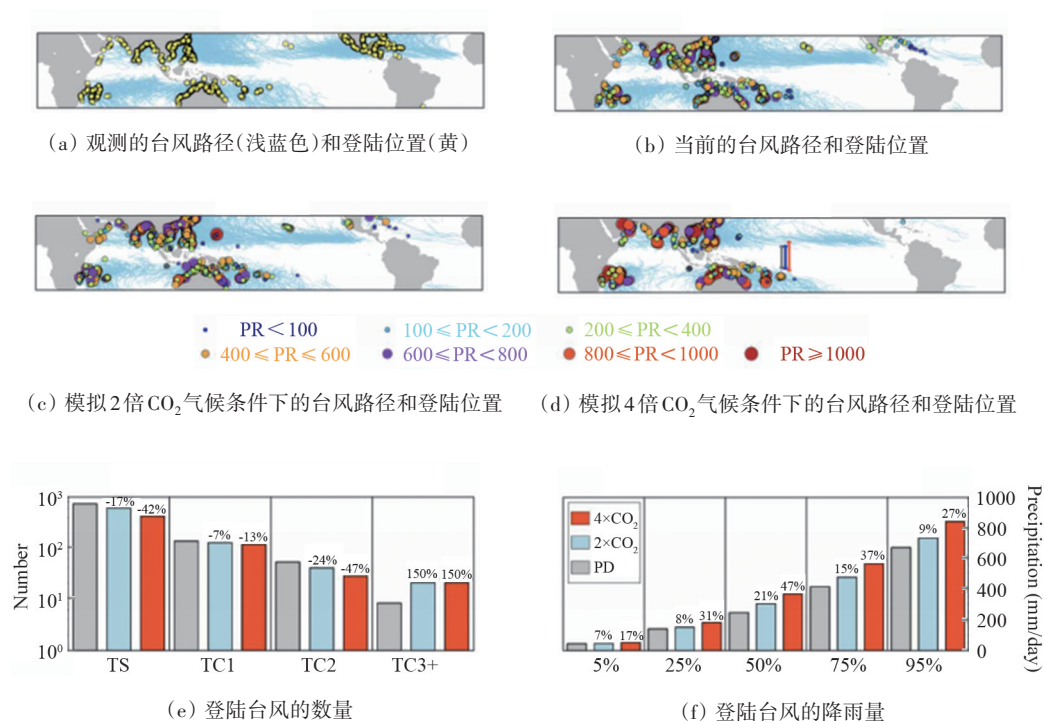 (a) 观测的台风路径(浅蓝色)和登陆位置(黄)
(b) 当前的台风路径和登陆位置
PR＜100
100≤PR＜200
200≤PR＜400
400≤PR≤600
600≤PR＜800
800≤PR＜1000
PR≥1000
(c) 模拟2倍CO₂气候条件下的台风路径和登陆位置
(d) 模拟4倍CO₂气候条件下的台风路径和登陆位置
Number
10³
10²
10¹
10⁰
-17%
-42%
-7%
-13%
-24%
-47%
150%
150%
TS
TC1
TC2
TC3+
(e) 登陆台风的数量
4×CO₂
2×CO₂
PD
7%
17%
8%
31%
21%
47%
15%
37%
9%
27%
5%
25%
50%
75%
95%
1000
800
600
400
200
0
Precipitation (mm/day)
(f) 登陆台风的降雨量